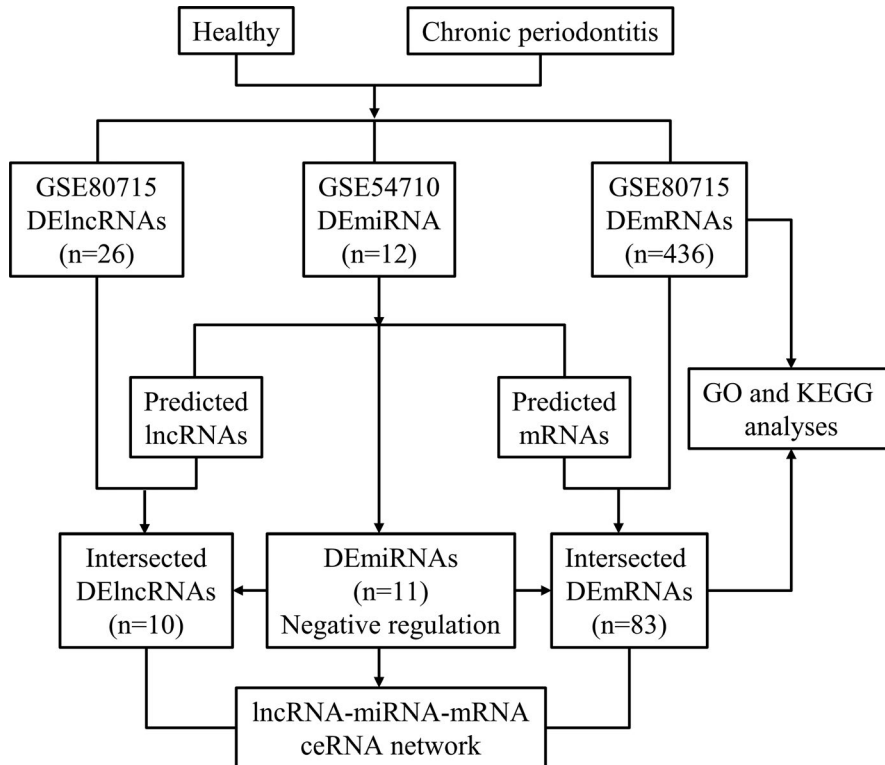 Healthy
Chronic periodontitis
GSE80715
DElncRNAs
(n=26)
GSE54710
DEmiRNA
(n=12)
GSE80715
DEmRNAs
(n=436)
Predicted
lncRNAs
Predicted
mRNAs
GO and KEGG
analyses
Intersected
DElncRNAs
(n=10)
DEmiRNAs
(n=11)
Negative regulation
Intersected
DEmRNAs
(n=83)
lncRNA-miRNA-mRNA
ceRNA network